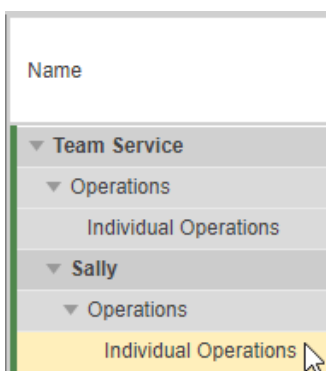 Name
Team Service
Operations
Individual Operations
Sally
Operations
Individual Operations